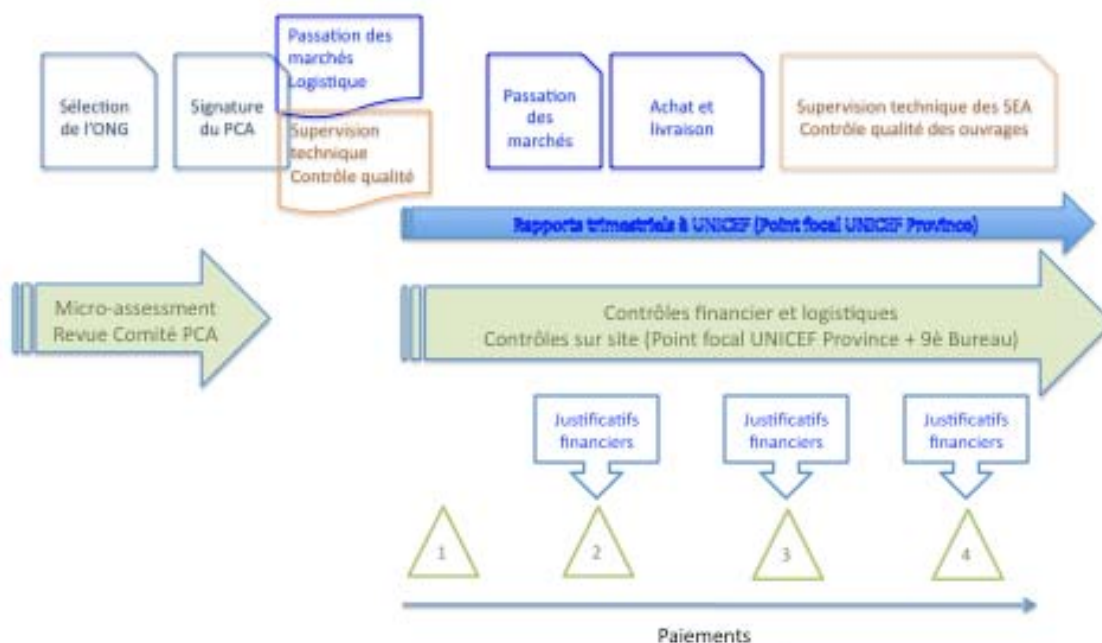 Sélection
de l'ONG
Signature
du PCA
Passation des
marchés
Logistique
Supervision
technique
Contrôle qualité
Passation
des
marchés
Achat et
livraison
Supervision technique des SEA
Contrôle qualité des ouvrages
Rapports trimestriels à UNICEF (Point focal UNICEF Province)
Micro-assessment
Revue Comité PCA
Contrôles financier et logistiques
Contrôles sur site (Point focal UNICEF Province + 9è Bureau)
Justificatifs
financiers
Justificatifs
financiers
Justificatifs
financiers
1
2
3
4
Paiements